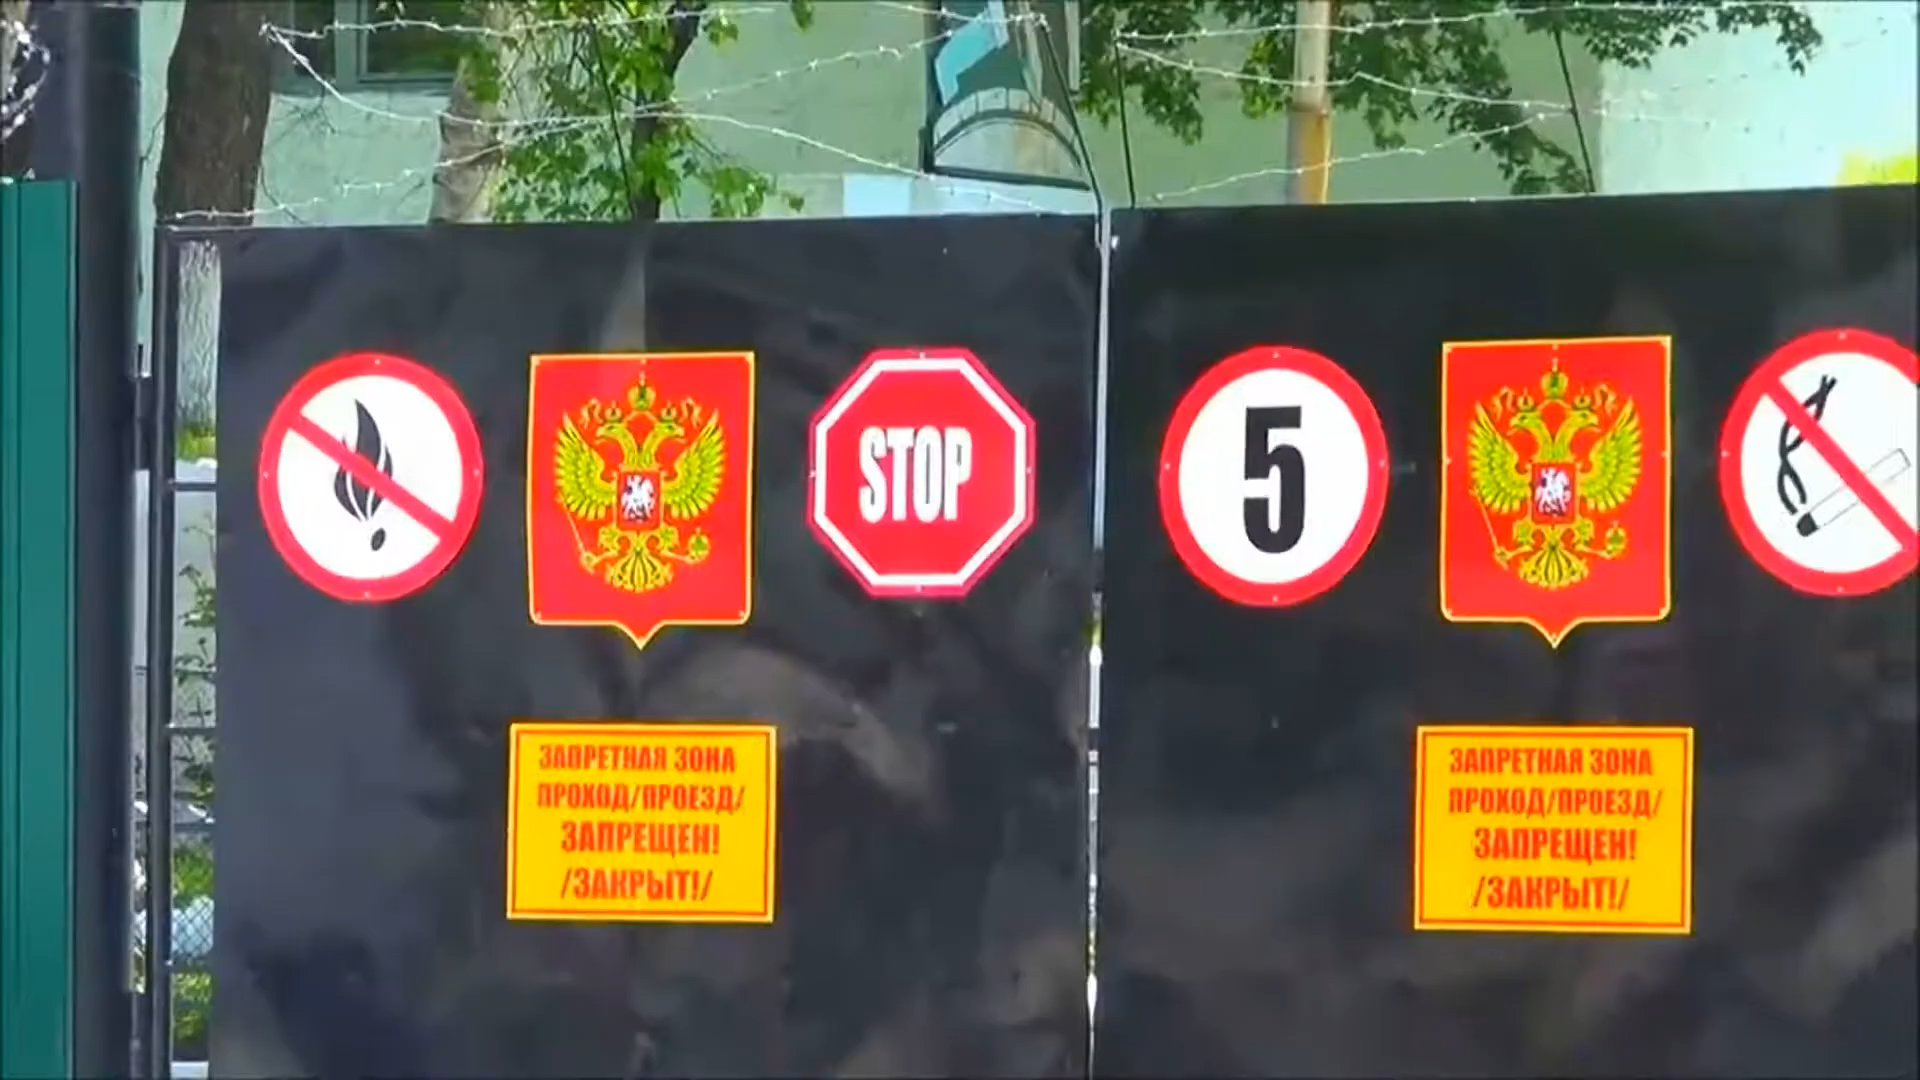 STOP
5
ЗАПРЕТНАЯ ЗОНА
ПРОХОД/ПРОЕЗД/
ЗАПРЕЩЕН!
/ЗАКРЫТ!/
ЗАПРЕТНАЯ ЗОНА
ПРОХОД/ПРОЕЗД/
ЗАПРЕЩЕН!
/ЗАКРЫТ!/